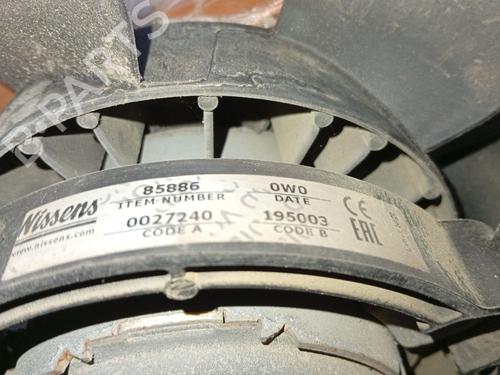 B-PARTS
Nissens
www.nissens.com
85886
ITEM NUMBER
0W0
DATE
0027240
CODE A
195003
CODE B
CE
EAC